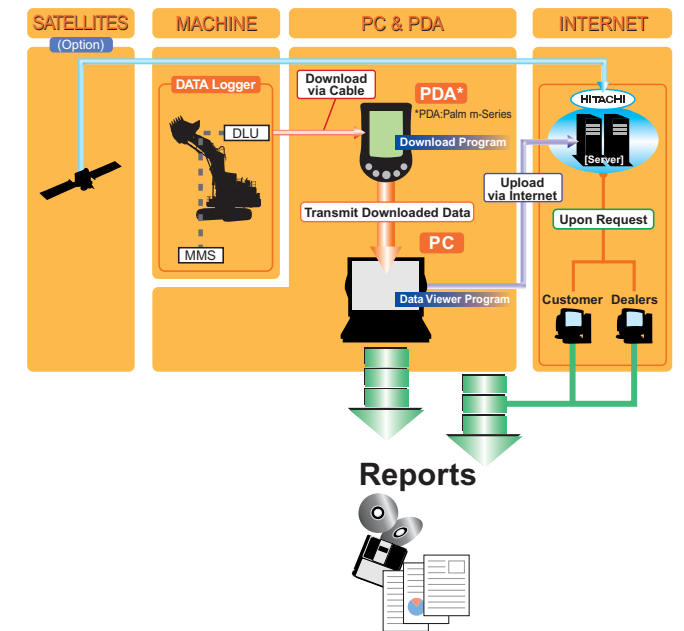 SATELLITES
(Option)
MACHINE
PC & PDA
INTERNET
DATA Logger
DLU
MMS
Download
via Cable
PDA*
*PDA:Palm m-Series
Download Program
Transmit Downloaded Data
PC
Data Viewer Program
Upload
via Internet
HITACHI
[Server]
Upon Request
Customer
Dealers
Reports